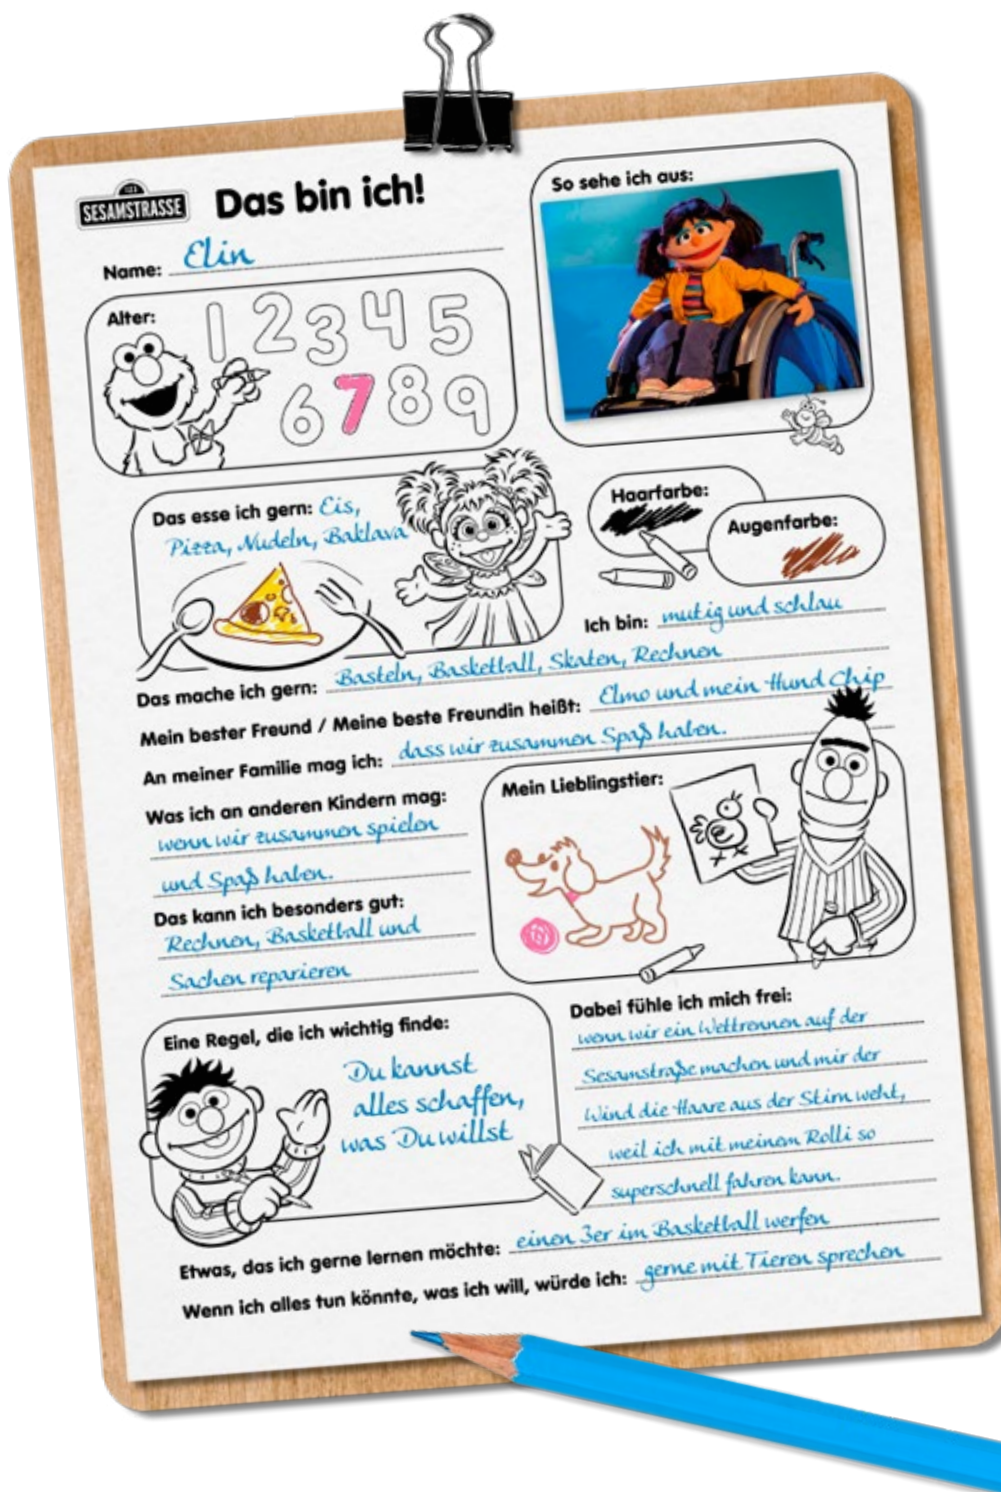 123
SESAMSTRASSE
Das bin ich!
Name: Elin
So sehe ich aus:
Alter:
1 2 3 4 5
6 7 8 9
Das esse ich gern: Eis,
Pizza, Nudeln, Baklava
Haarfarbe:
Augenfarbe:
Ich bin: mutig und schlau
Das mache ich gern: Basteln, Basketball, Skaten, Rechnen
Mein bester Freund / Meine beste Freundin heißt: Elmo und mein Hund Chip
An meiner Familie mag ich: dass wir zusammen Spaß haben.
Was ich an anderen Kindern mag:
wenn wir zusammen spielen
und Spaß haben.
Das kann ich besonders gut:
Rechnen, Basketball und
Sachen reparieren
Mein Lieblingstier:
Eine Regel, die ich wichtig finde:
Du kannst
alles schaffen,
was Du willst
Dabei fühle ich mich frei:
wenn wir ein Wettrennen auf der
Sesamstraße machen und mir der
Wind die Haare aus der Stirn weht,
weil ich mit meinem Rolli so
superschnell fahren kann.
Etwas, das ich gerne lernen möchte: einen 3er im Basketball werfen
Wenn ich alles tun könnte, was ich will, würde ich: gerne mit Tieren sprechen